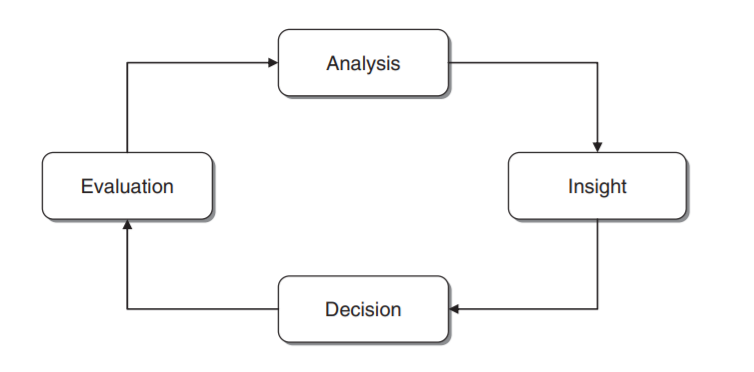 Analysis
Evaluation
Insight
Decision